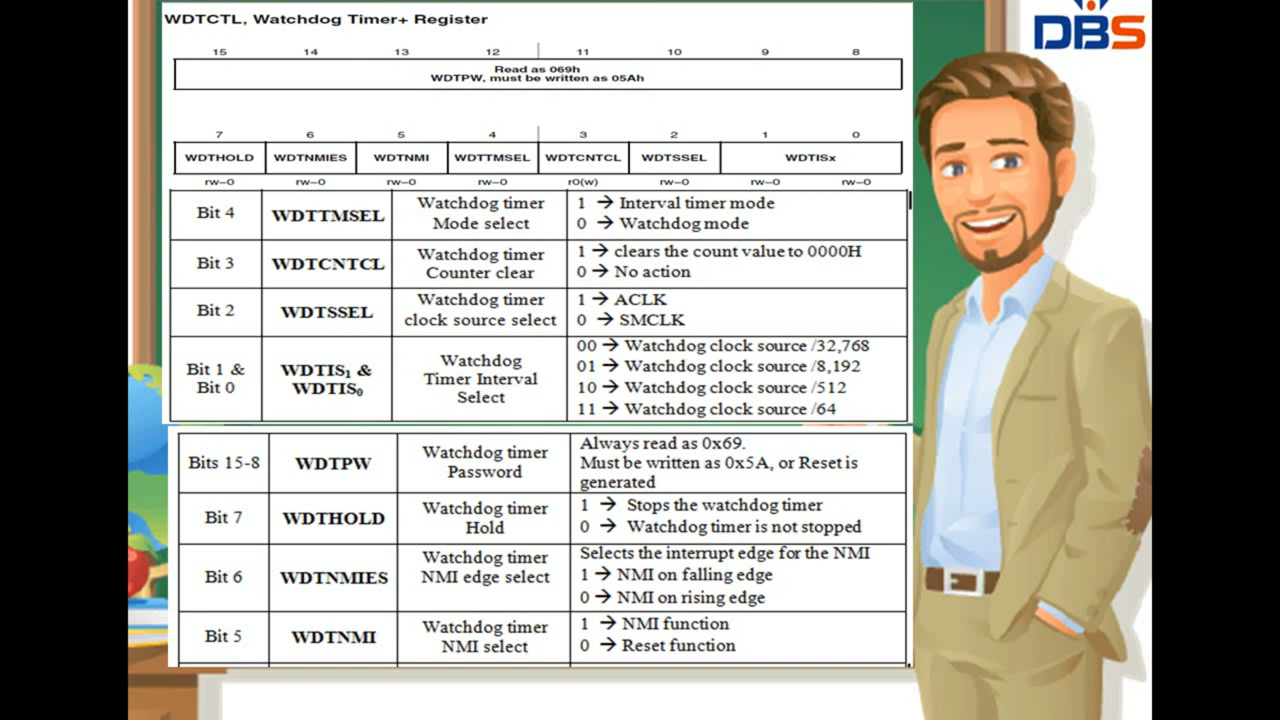 WDTCTL, Watchdog Timer+ Register
DBS
15 14 13 12 11 10 9 8
Read as 069h
WDTPW, must be written as 05Ah
7 6 5 4 3 2 1 0
WDTHOLD WDTNMIES WDTNMI WDTTMSEL WDTCNTCL WDTSSEL WDTISx
rw–0 rw–0 rw–0 rw–0 r0(w) rw–0 rw–0 rw–0
Bit 4
WDTTMSEL
Watchdog timer
Mode select
1 → Interval timer mode
0 → Watchdog mode
Bit 3
WDTCNTCL
Watchdog timer
Counter clear
1 → clears the count value to 0000H
0 → No action
Bit 2
WDTSSEL
Watchdog timer
clock source select
1 → ACLK
0 → SMCLK
Bit 1 &
Bit 0
WDTIS1 &
WDTIS0
Watchdog
Timer Interval
Select
00 → Watchdog clock source /32,768
01 → Watchdog clock source /8,192
10 → Watchdog clock source /512
11 → Watchdog clock source /64
Bits 15-8
WDTPW
Watchdog timer
Password
Always read as 0x69.
Must be written as 0x5A, or Reset is
generated
Bit 7
WDTHOLD
Watchdog timer
Hold
1 → Stops the watchdog timer
0 → Watchdog timer is not stopped
Bit 6
WDTNMIES
Watchdog timer
NMI edge select
Selects the interrupt edge for the NMI
1 → NMI on falling edge
0 → NMI on rising edge
Bit 5
WDTNMI
Watchdog timer
NMI select
1 → NMI function
0 → Reset function